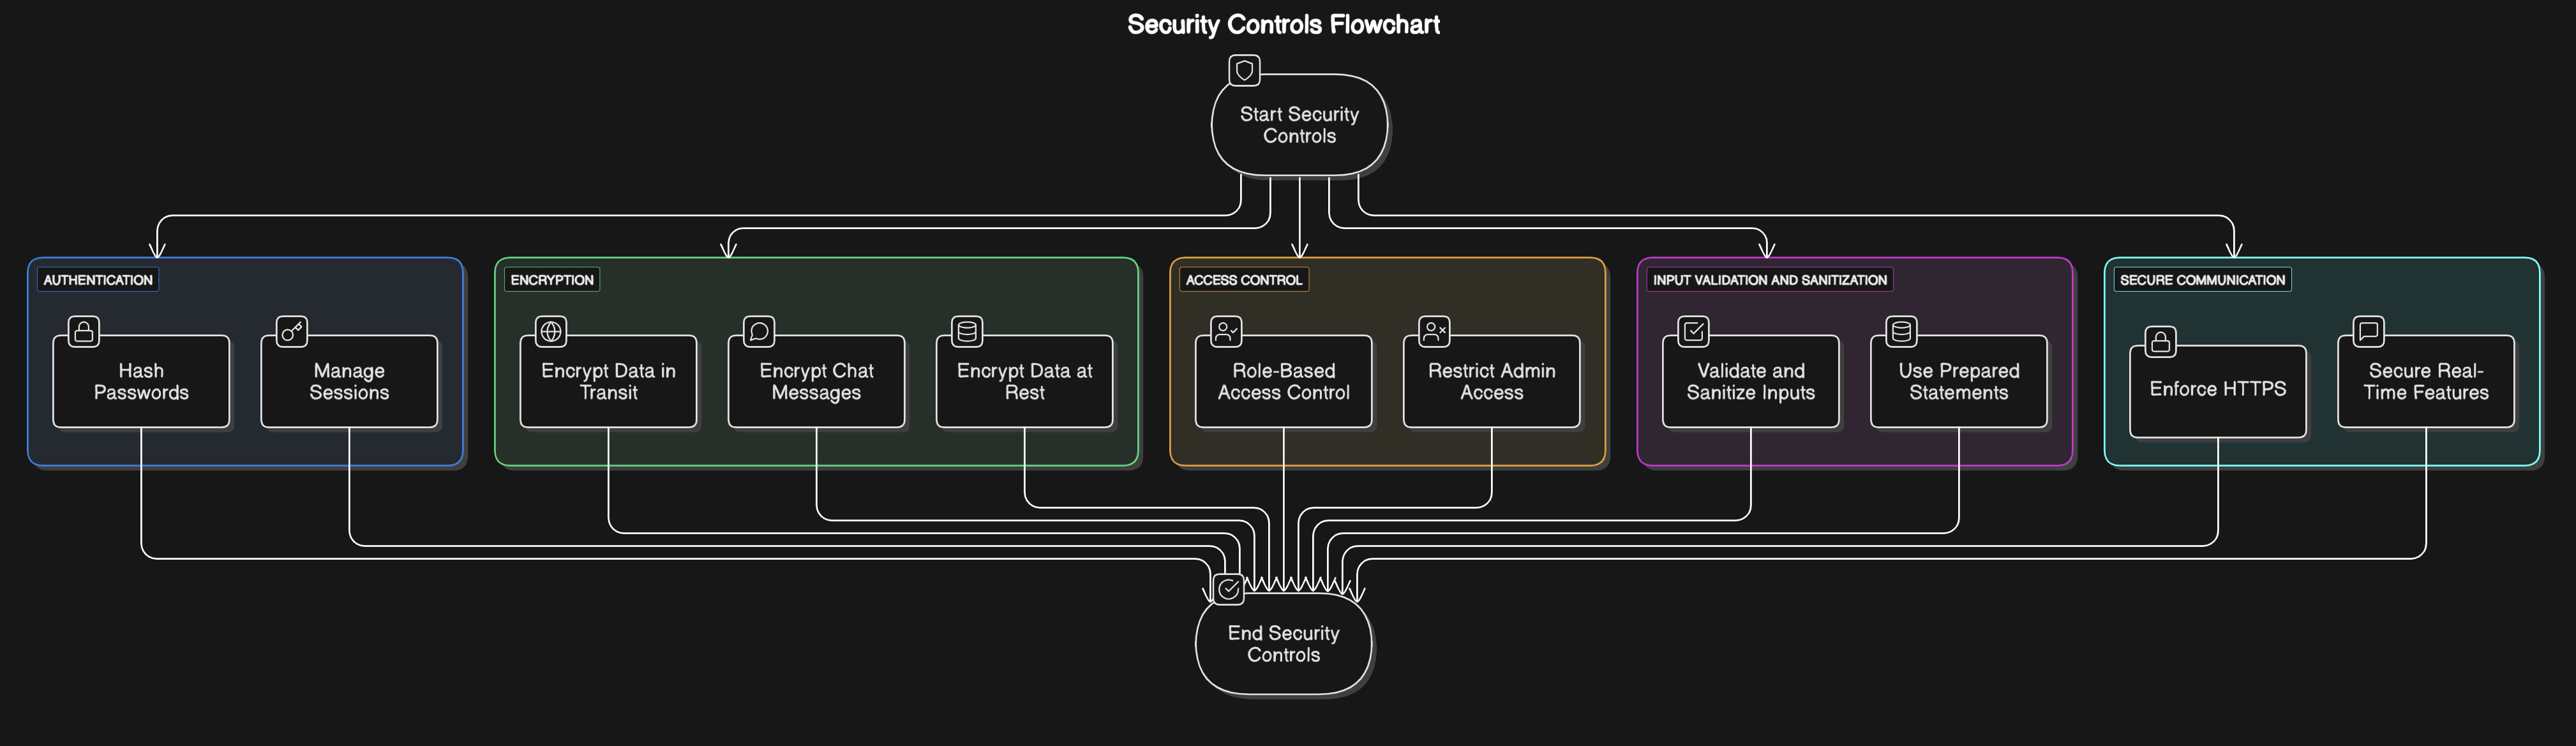 Security Controls Flowchart
Start Security
Controls
AUTHENTICATION
Hash
Passwords
Manage
Sessions
ENCRYPTION
Encrypt Data in
Transit
Encrypt Chat
Messages
Encrypt Data at
Rest
ACCESS CONTROL
Role-Based
Access Control
Restrict Admin
Access
INPUT VALIDATION AND SANITIZATION
Validate and
Sanitize Inputs
Use Prepared
Statements
SECURE COMMUNICATION
Enforce HTTPS
Secure Real-
Time Features
End Security
Controls